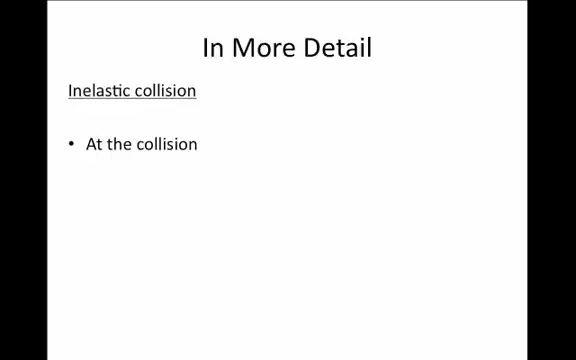 In More Detail
Inelastic collision
• At the collision